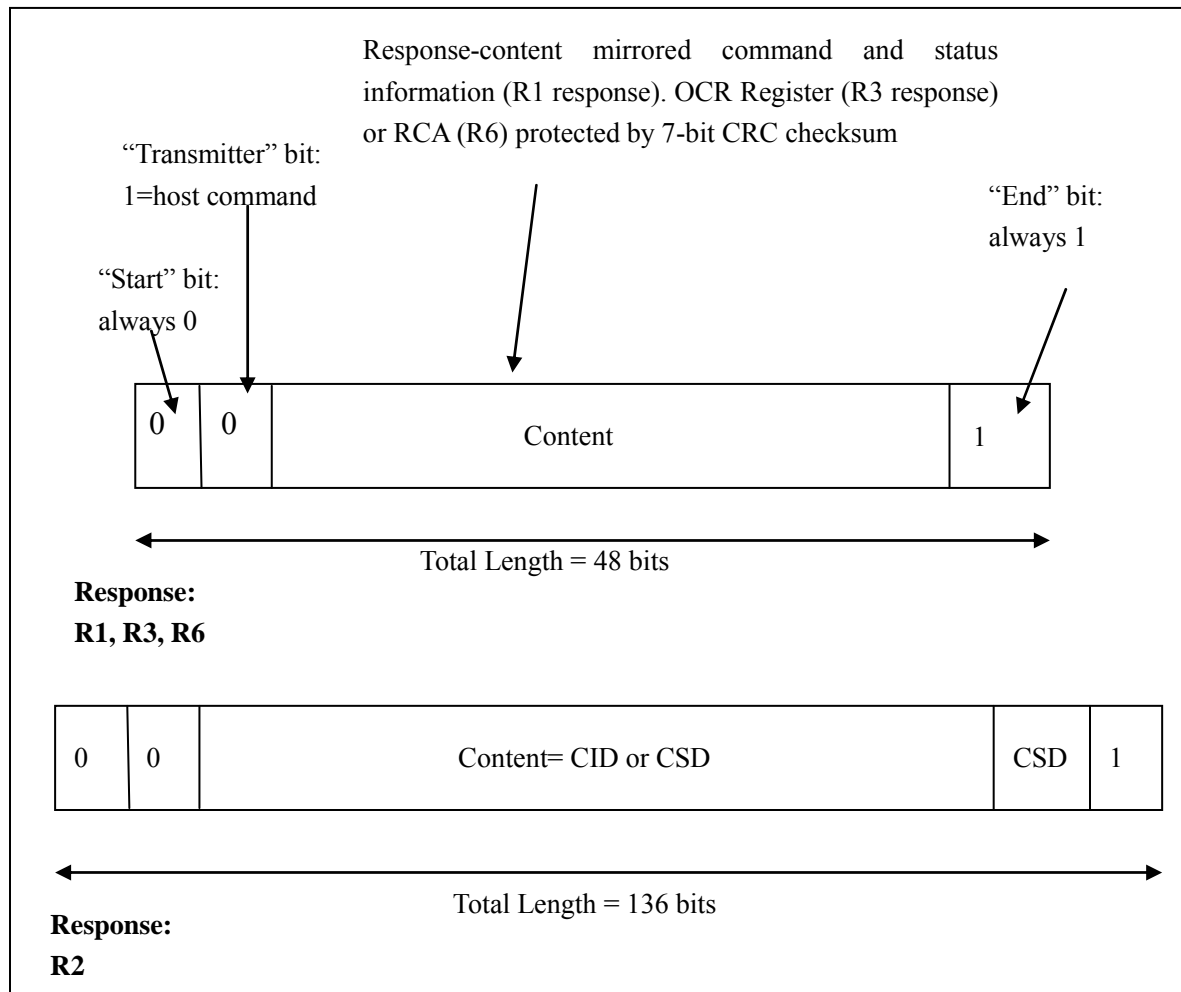 Response-content mirrored command and status
information (R1 response). OCR Register (R3 response)
or RCA (R6) protected by 7-bit CRC checksum
“Transmitter” bit:
1=host command
“End” bit:
always 1
“Start” bit:
always 0
0 0 Content 1
Total Length = 48 bits
Response:
R1, R3, R6
0 0 Content= CID or CSD CSD 1
Total Length = 136 bits
Response:
R2